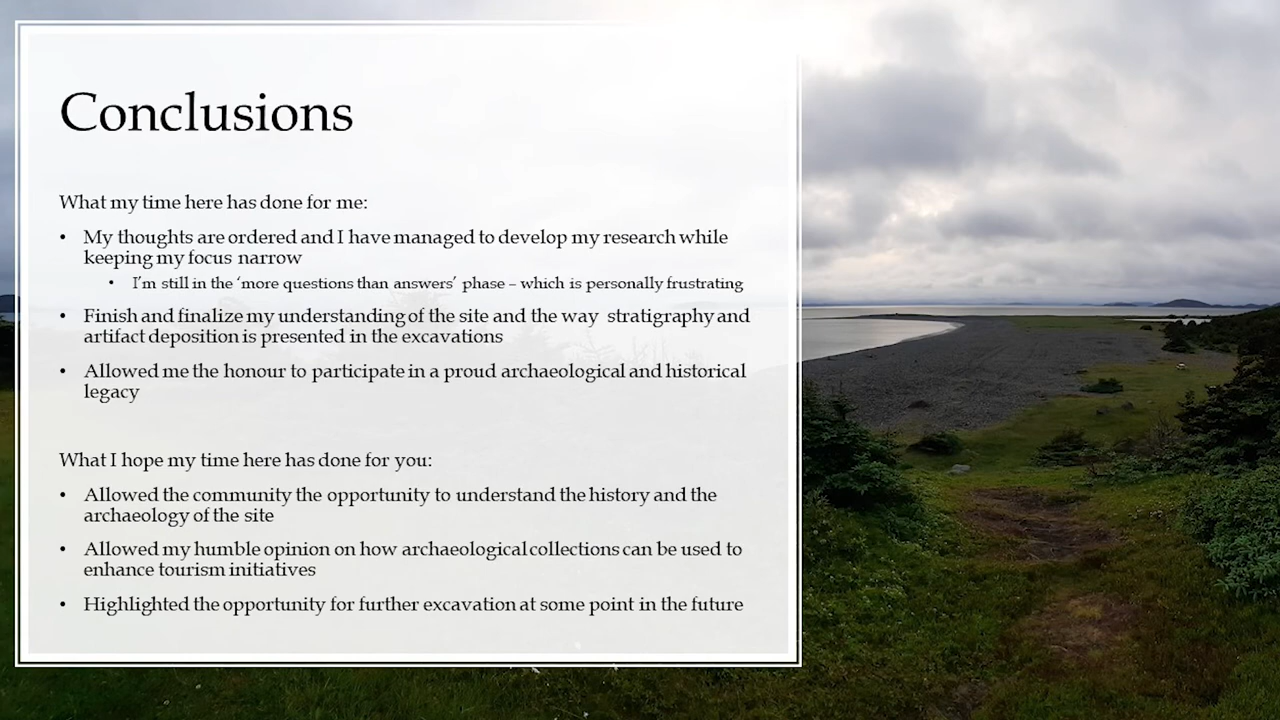 Conclusions
What my time here has done for me:
• My thoughts are ordered and I have managed to develop my research while
keeping my focus narrow
• I'm still in the 'more questions than answers' phase – which is personally frustrating
• Finish and finalize my understanding of the site and the way stratigraphy and
artifact deposition is presented in the excavations
• Allowed me the honour to participate in a proud archaeological and historical
legacy
What I hope my time here has done for you:
• Allowed the community the opportunity to understand the history and the
archaeology of the site
• Allowed my humble opinion on how archaeological collections can be used to
enhance tourism initiatives
• Highlighted the opportunity for further excavation at some point in the future